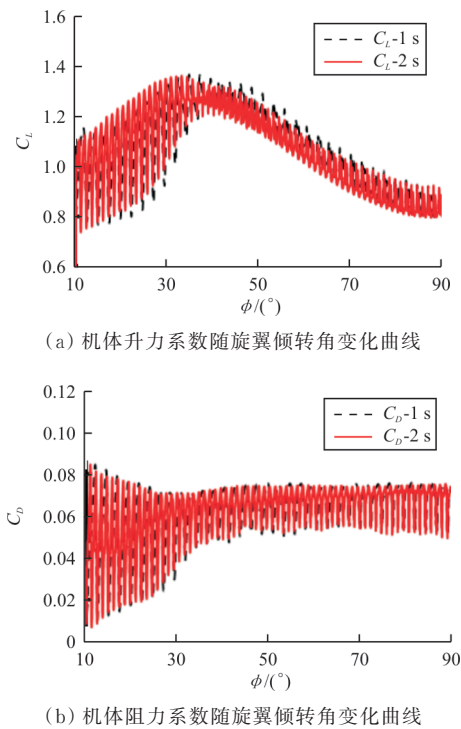 1.6
C_L-1 s
1.4
C_L-2 s
1.2
C_L
1.0
0.8
0.6
10 30 50 70 90
ϕ/(°)
(a) 机体升力系数随旋翼倾转角变化曲线
0.12
C_D-1 s
0.10
C_D-2 s
0.08
0.06
C_D
0.04
0.02
0
10 30 50 70 90
ϕ/(°)
(b) 机体阻力系数随旋翼倾转角变化曲线